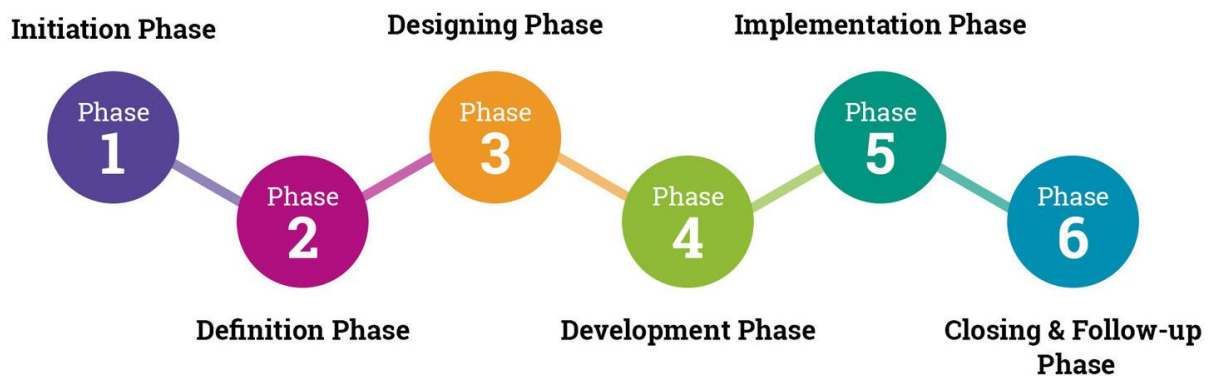 Initiation Phase
Designing Phase
Implementation Phase
Phase
1
Phase
2
Phase
3
Phase
4
Phase
5
Phase
6
Definition Phase
Development Phase
Closing & Follow-up
Phase